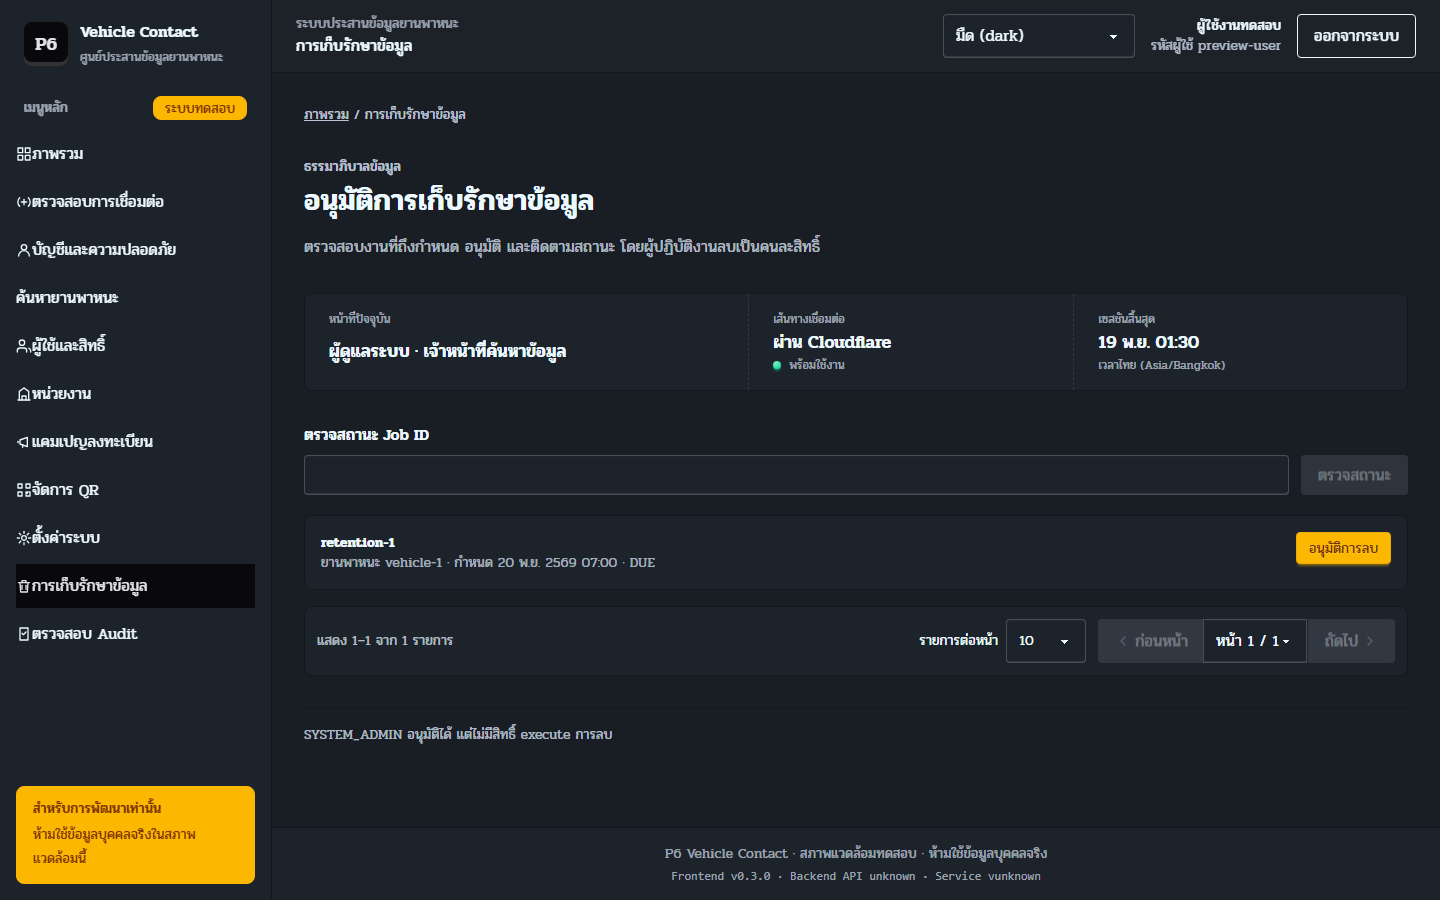 P6
Vehicle Contact
ศูนย์ประสานข้อมูลยานพาหนะ
เมนูหลัก
ระบบทดสอบ
ภาพรวม
ตรวจสอบการเชื่อมต่อ
บัญชีและความปลอดภัย
ค้นหายานพาหนะ
ผู้ใช้และสิทธิ์
หน่วยงาน
แคมเปญลงทะเบียน
จัดการ QR
ตั้งค่าระบบ
การเก็บรักษาข้อมูล
ตรวจสอบ Audit
สำหรับการพัฒนาเท่านั้น
ห้ามใช้ข้อมูลบุคคลจริงในสภาพ
แวดล้อมนี้
ระบบประสานข้อมูลยานพาหนะ
การเก็บรักษาข้อมูล
มืด (dark)
ผู้ใช้งานทดสอบ
รหัสผู้ใช้ preview-user
ออกจากระบบ
ภาพรวม / การเก็บรักษาข้อมูล
ธรรมาภิบาลข้อมูล
อนุมัติการเก็บรักษาข้อมูล
ตรวจสอบงานที่ถึงกำหนด อนุมัติ และติดตามสถานะ โดยผู้ปฏิบัติงานลบเป็นคนละสิทธิ์
หน้าที่ปัจจุบัน
ผู้ดูแลระบบ · เจ้าหน้าที่ค้นหาข้อมูล
เส้นทางเชื่อมต่อ
ผ่าน Cloudflare
พร้อมใช้งาน
เซสชันสิ้นสุด
19 พ.ย. 01:30
เวลาไทย (Asia/Bangkok)
ตรวจสถานะ Job ID
ตรวจสถานะ
retention-1
ยานพาหนะ vehicle-1 · กำหนด 20 พ.ย. 2569 07:00 · DUE
อนุมัติการลบ
แสดง 1–1 จาก 1 รายการ
รายการต่อหน้า
10
ก่อนหน้า
หน้า 1 / 1
ถัดไป
SYSTEM_ADMIN อนุมัติได้ แต่ไม่มีสิทธิ์ execute การลบ
P6 Vehicle Contact · สภาพแวดล้อมทดสอบ · ห้ามใช้ข้อมูลบุคคลจริง
Frontend v0.3.0 · Backend API unknown · Service vunknown